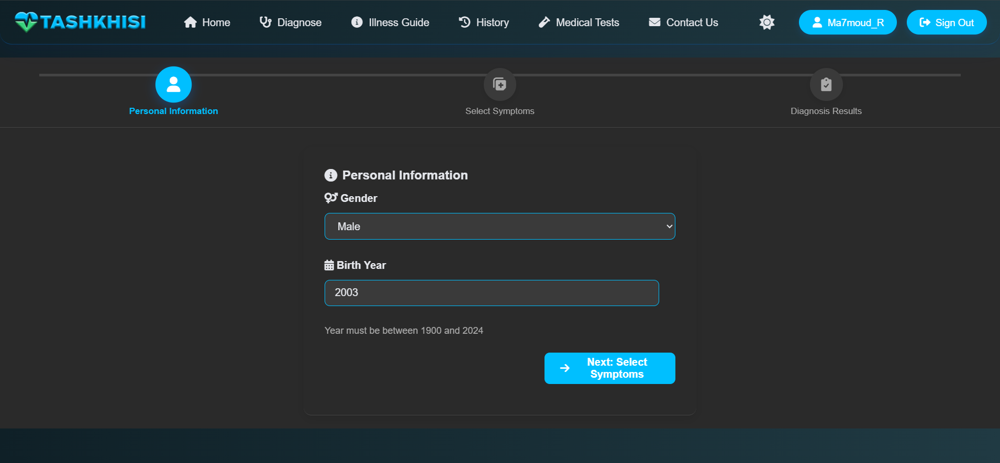 TASHKHISI
Home
Diagnose
Illness Guide
History
Medical Tests
Contact Us
Ma7moud_R
Sign Out
Personal Information
Select Symptoms
Diagnosis Results
Personal Information
Gender
Male
Birth Year
2003
Year must be between 1900 and 2024
Next: Select
Symptoms